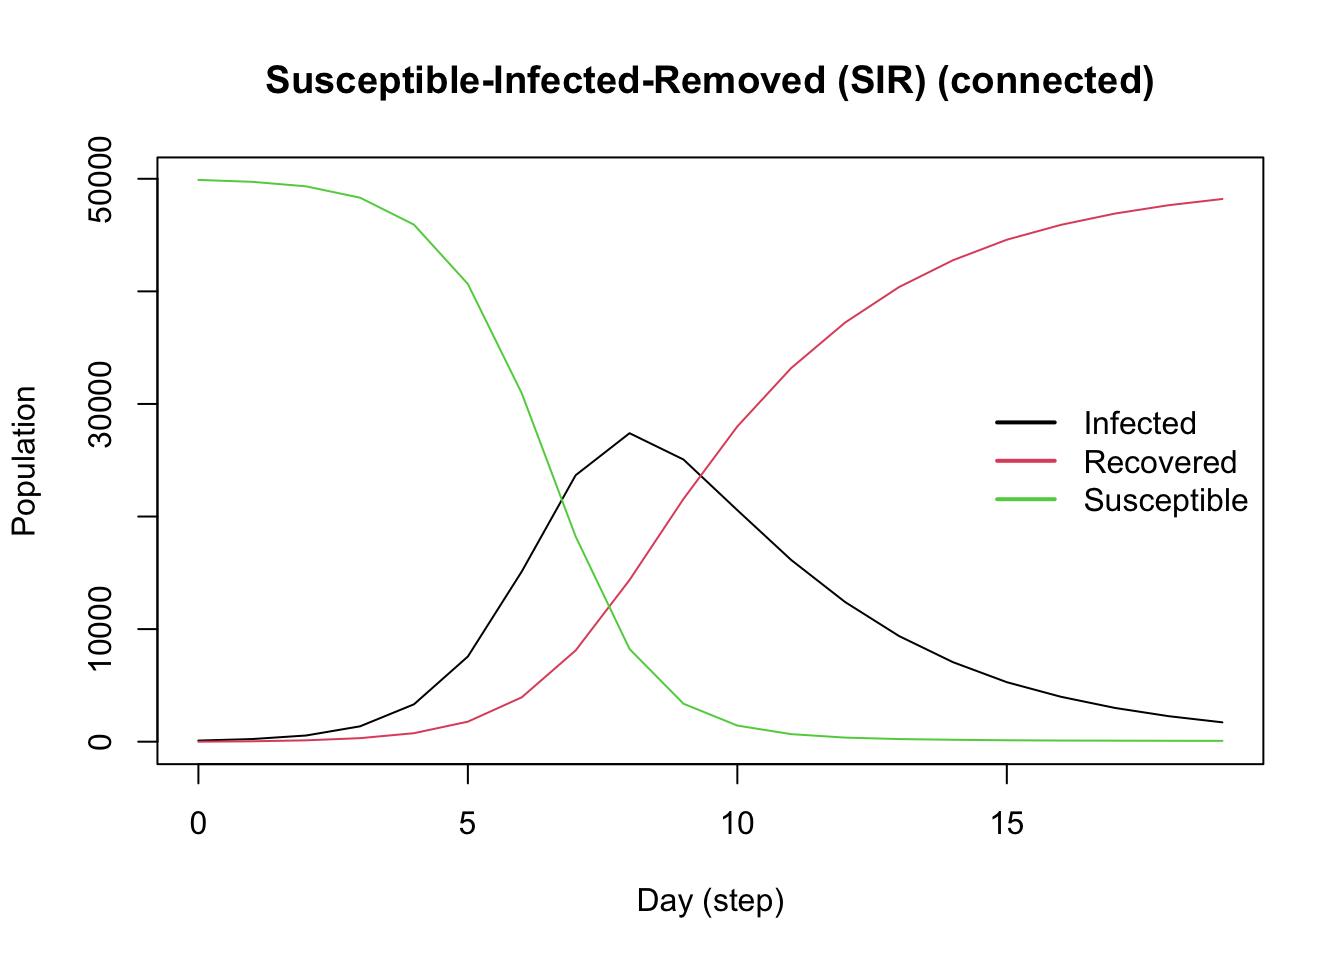 Susceptible-Infected-Removed (SIR) (connected)
50000
30000
10000
0
Population
Infected
Recovered
Susceptible
0 5 10 15
Day (step)